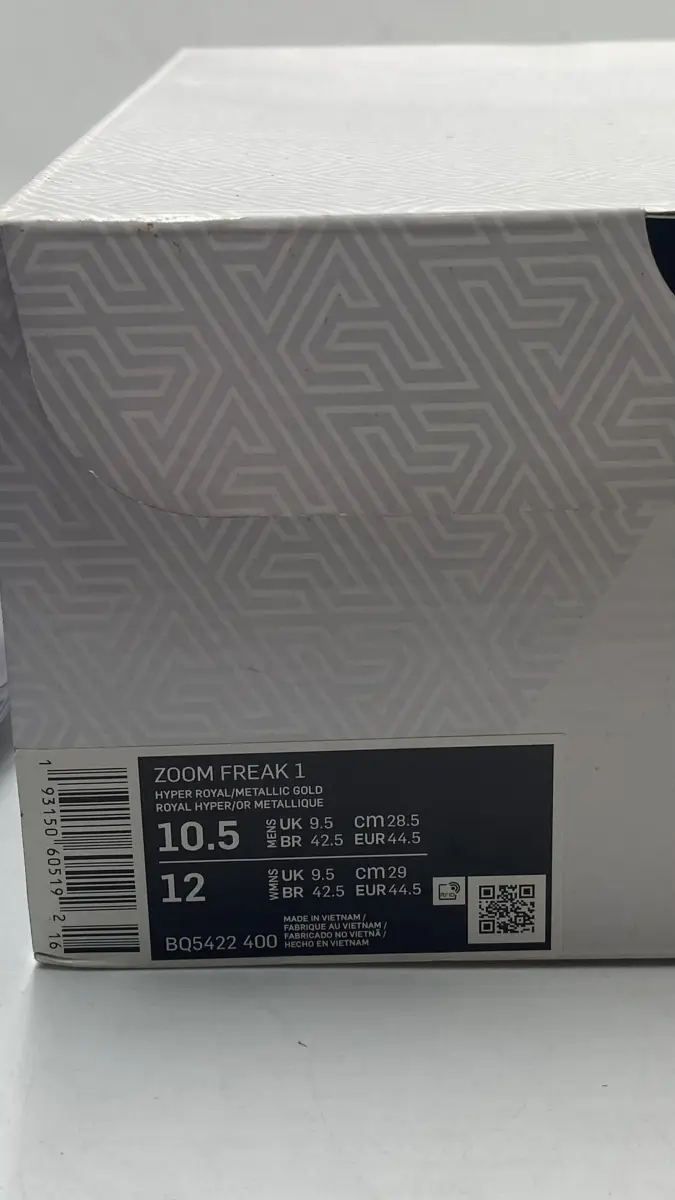 ZOOM FREAK 1
HYPER ROYAL/METALLIC GOLD
ROYAL HYPER/OR METALLIQUE
10.5 MENS UK 9.5 cm 28.5
BR 42.5 EUR 44.5
12 WMNS UK 9.5 cm 29
BR 42.5 EUR 44.5
BQ5422 400
MADE IN VIETNAM /
FABRIQUE AU VIETNAM /
FABRICADO NO VIETNÃ /
HECHO EN VIETNAM
1 93150 60519 2 16